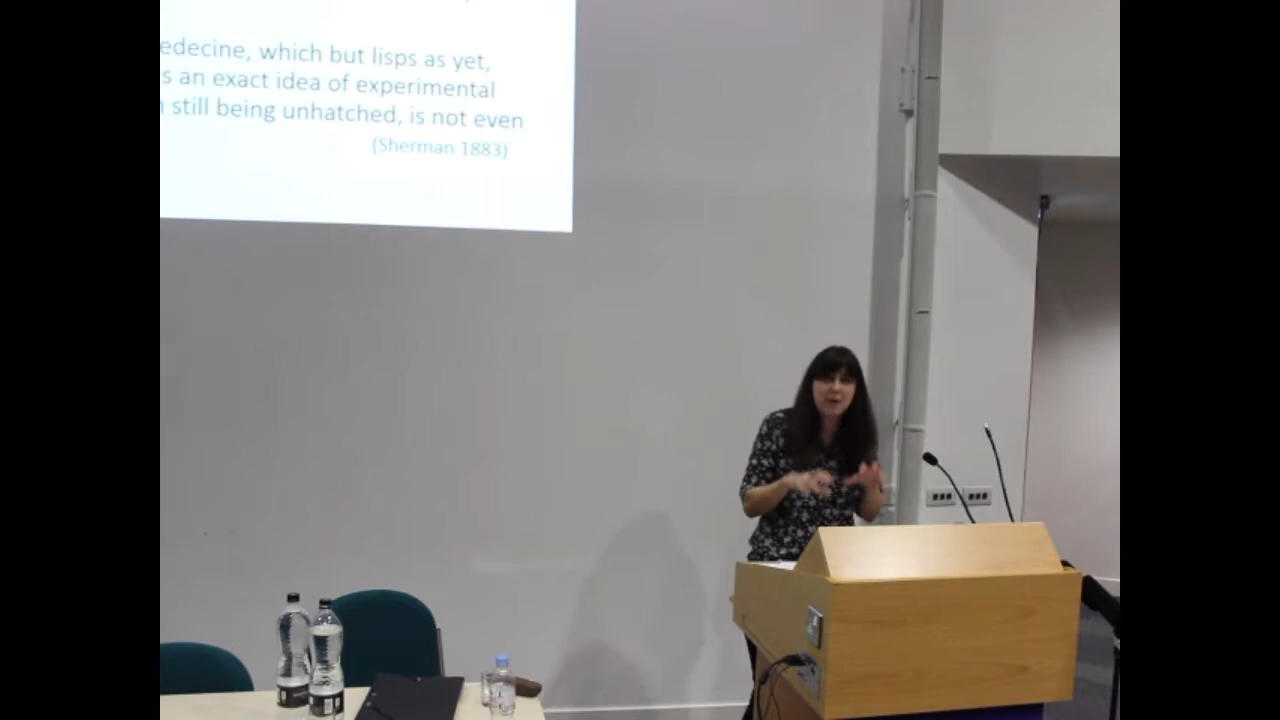 edecine, which but lisps as yet,
s an exact idea of experimental
still being unhatched, is not even
(Sherman 1883)